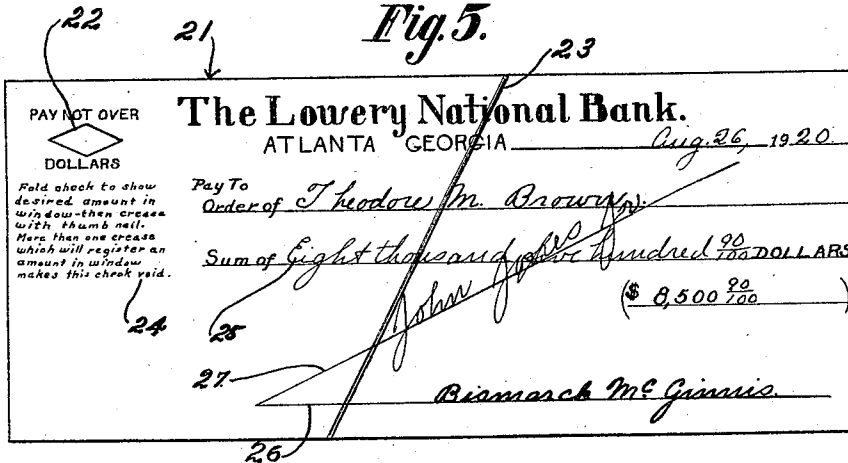 Fig. 5.
22
21
23
PAY NOT OVER
DOLLARS
The Lowery National Bank.
ATLANTA GEORGIA Aug. 26, 1920.
Fold check to show
desired amount in
window-then crease
with thumb nail.
More than one crease
which will register an
amount in window
makes this check void.
24
Pay To
Order of Theodore M. Brown,
Sum of Eight thousand five hundred 90/100 DOLLARS
25
($ 8,500 90/100 )
John Jones Jr.
27
Bismarck McGinnis.
26